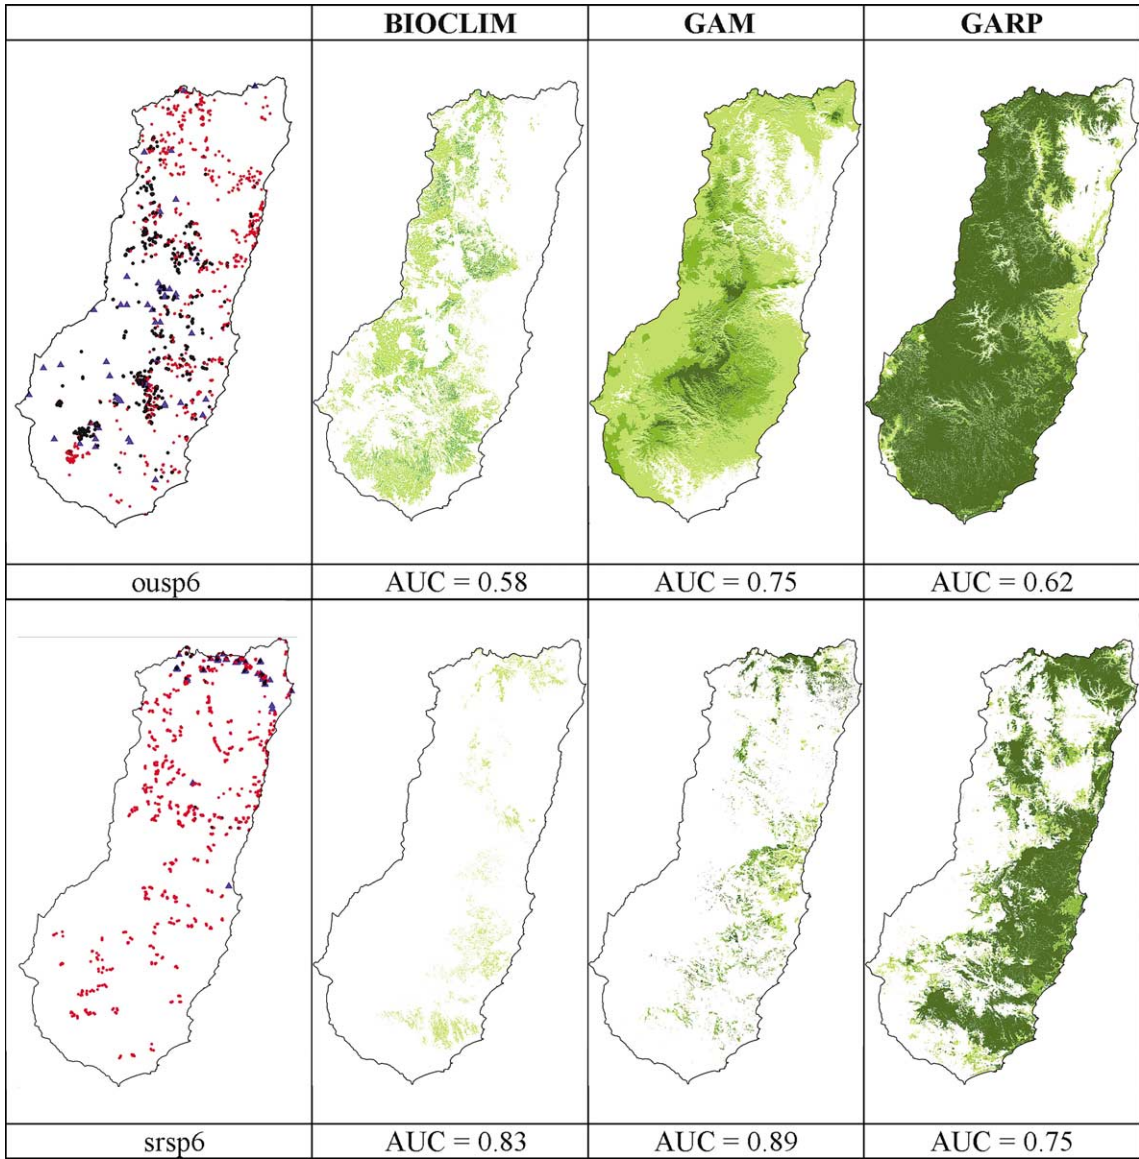 BIOCLIM GAM GARP
ousp6 AUC = 0.58 AUC = 0.75 AUC = 0.62
srsp6 AUC = 0.83 AUC = 0.89 AUC = 0.75